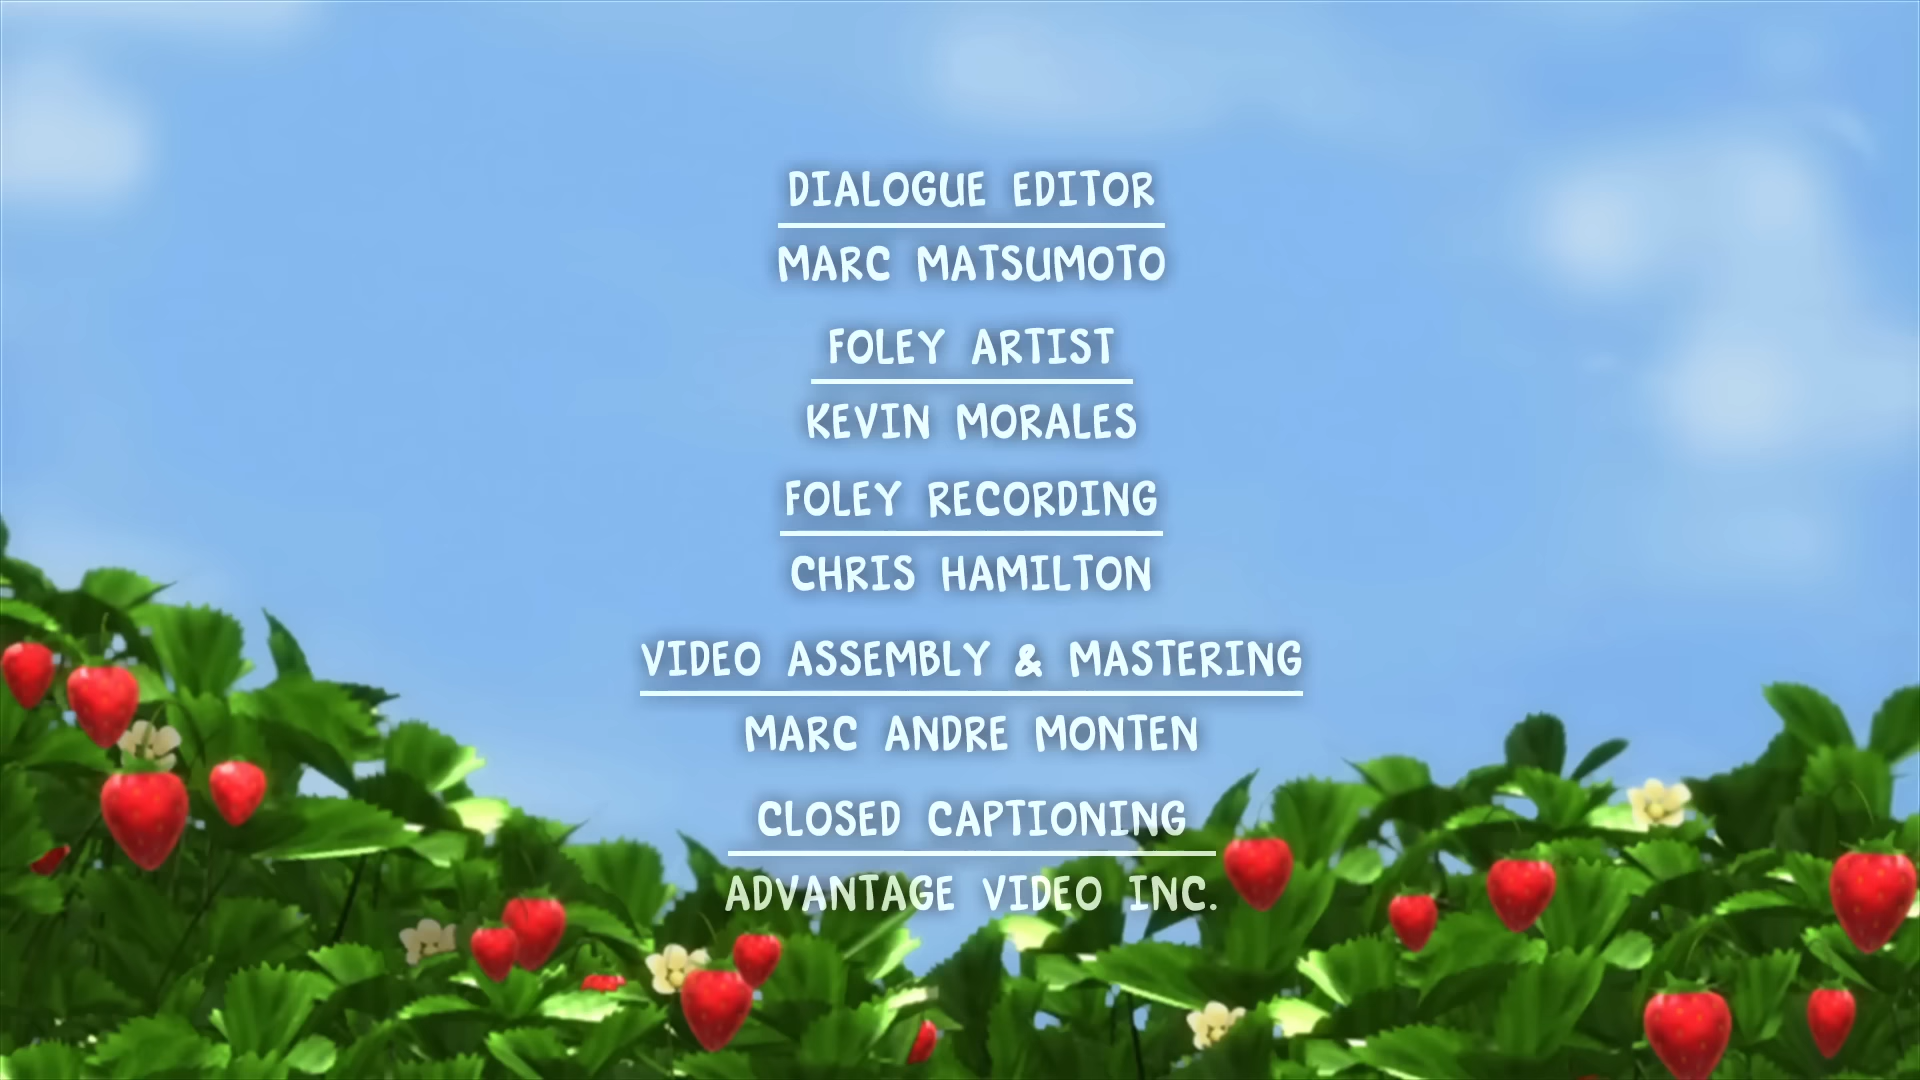 DIALOGUE EDITOR
MARC MATSUMOTO
FOLEY ARTIST
KEVIN MORALES
FOLEY RECORDING
CHRIS HAMILTON
VIDEO ASSEMBLY & MASTERING
MARC ANDRE MONTEN
CLOSED CAPTIONING
ADVANTAGE VIDEO INC.